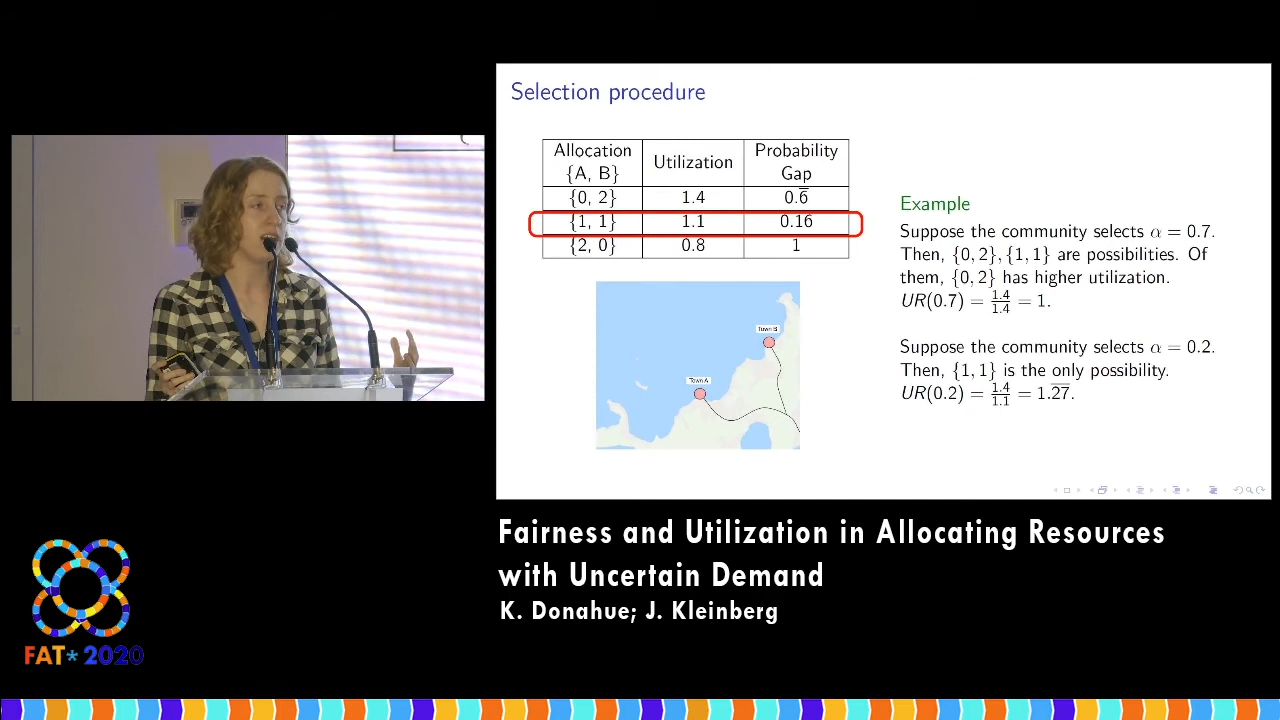 Selection procedure
Allocation {A, B} Utilization Probability Gap
{0, 2} 1.4 0.6̅
{1, 1} 1.1 0.16
{2, 0} 0.8 1
Town B
Town A
Example
Suppose the community selects α = 0.7.
Then, {0, 2}, {1, 1} are possibilities. Of
them, {0, 2} has higher utilization.
UR(0.7) = 1.4/1.4 = 1.
Suppose the community selects α = 0.2.
Then, {1, 1} is the only possibility.
UR(0.2) = 1.4/1.1 = 1.2̅7̅.
Fairness and Utilization in Allocating Resources
with Uncertain Demand
K. Donahue; J. Kleinberg
FAT* 2020